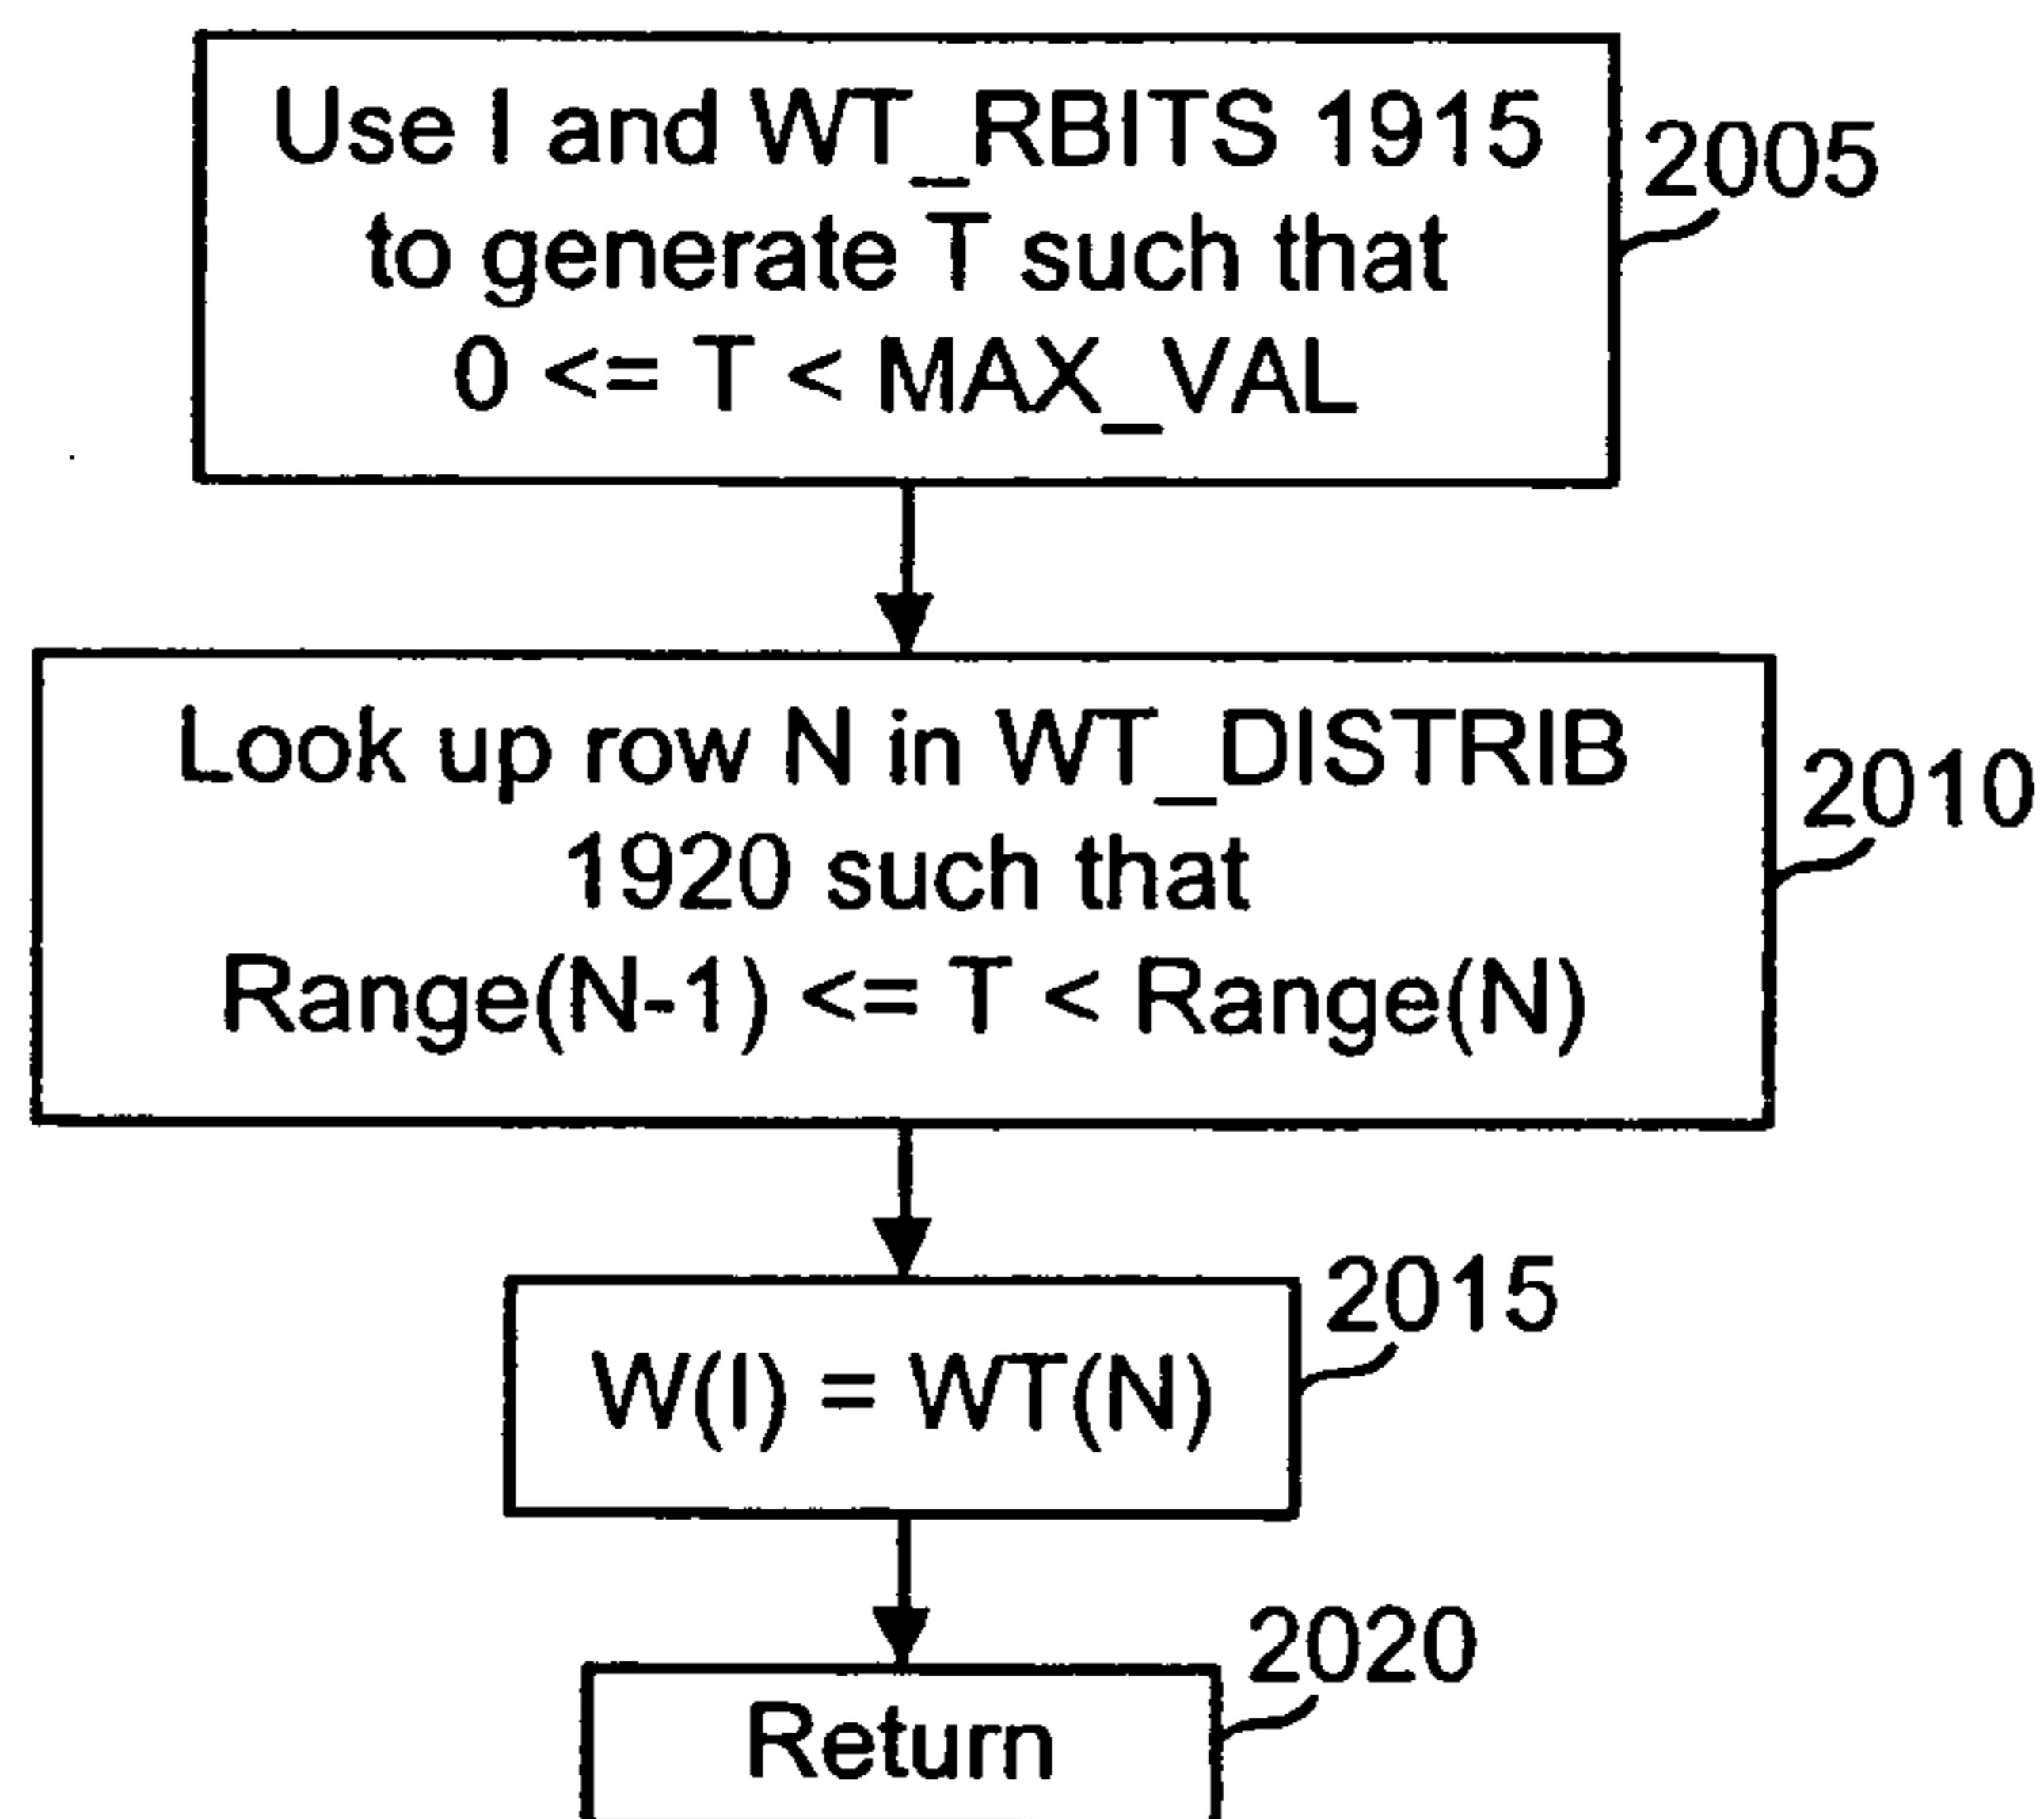 Use I and WT_RBITS 1915
to generate T such that
0 <= T < MAX_VAL
2005
Look up row N in WT_DISTRIB
1920 such that
Range(N-1) <= T < Range(N)
2010
W(I) = WT(N)
2015
Return
2020